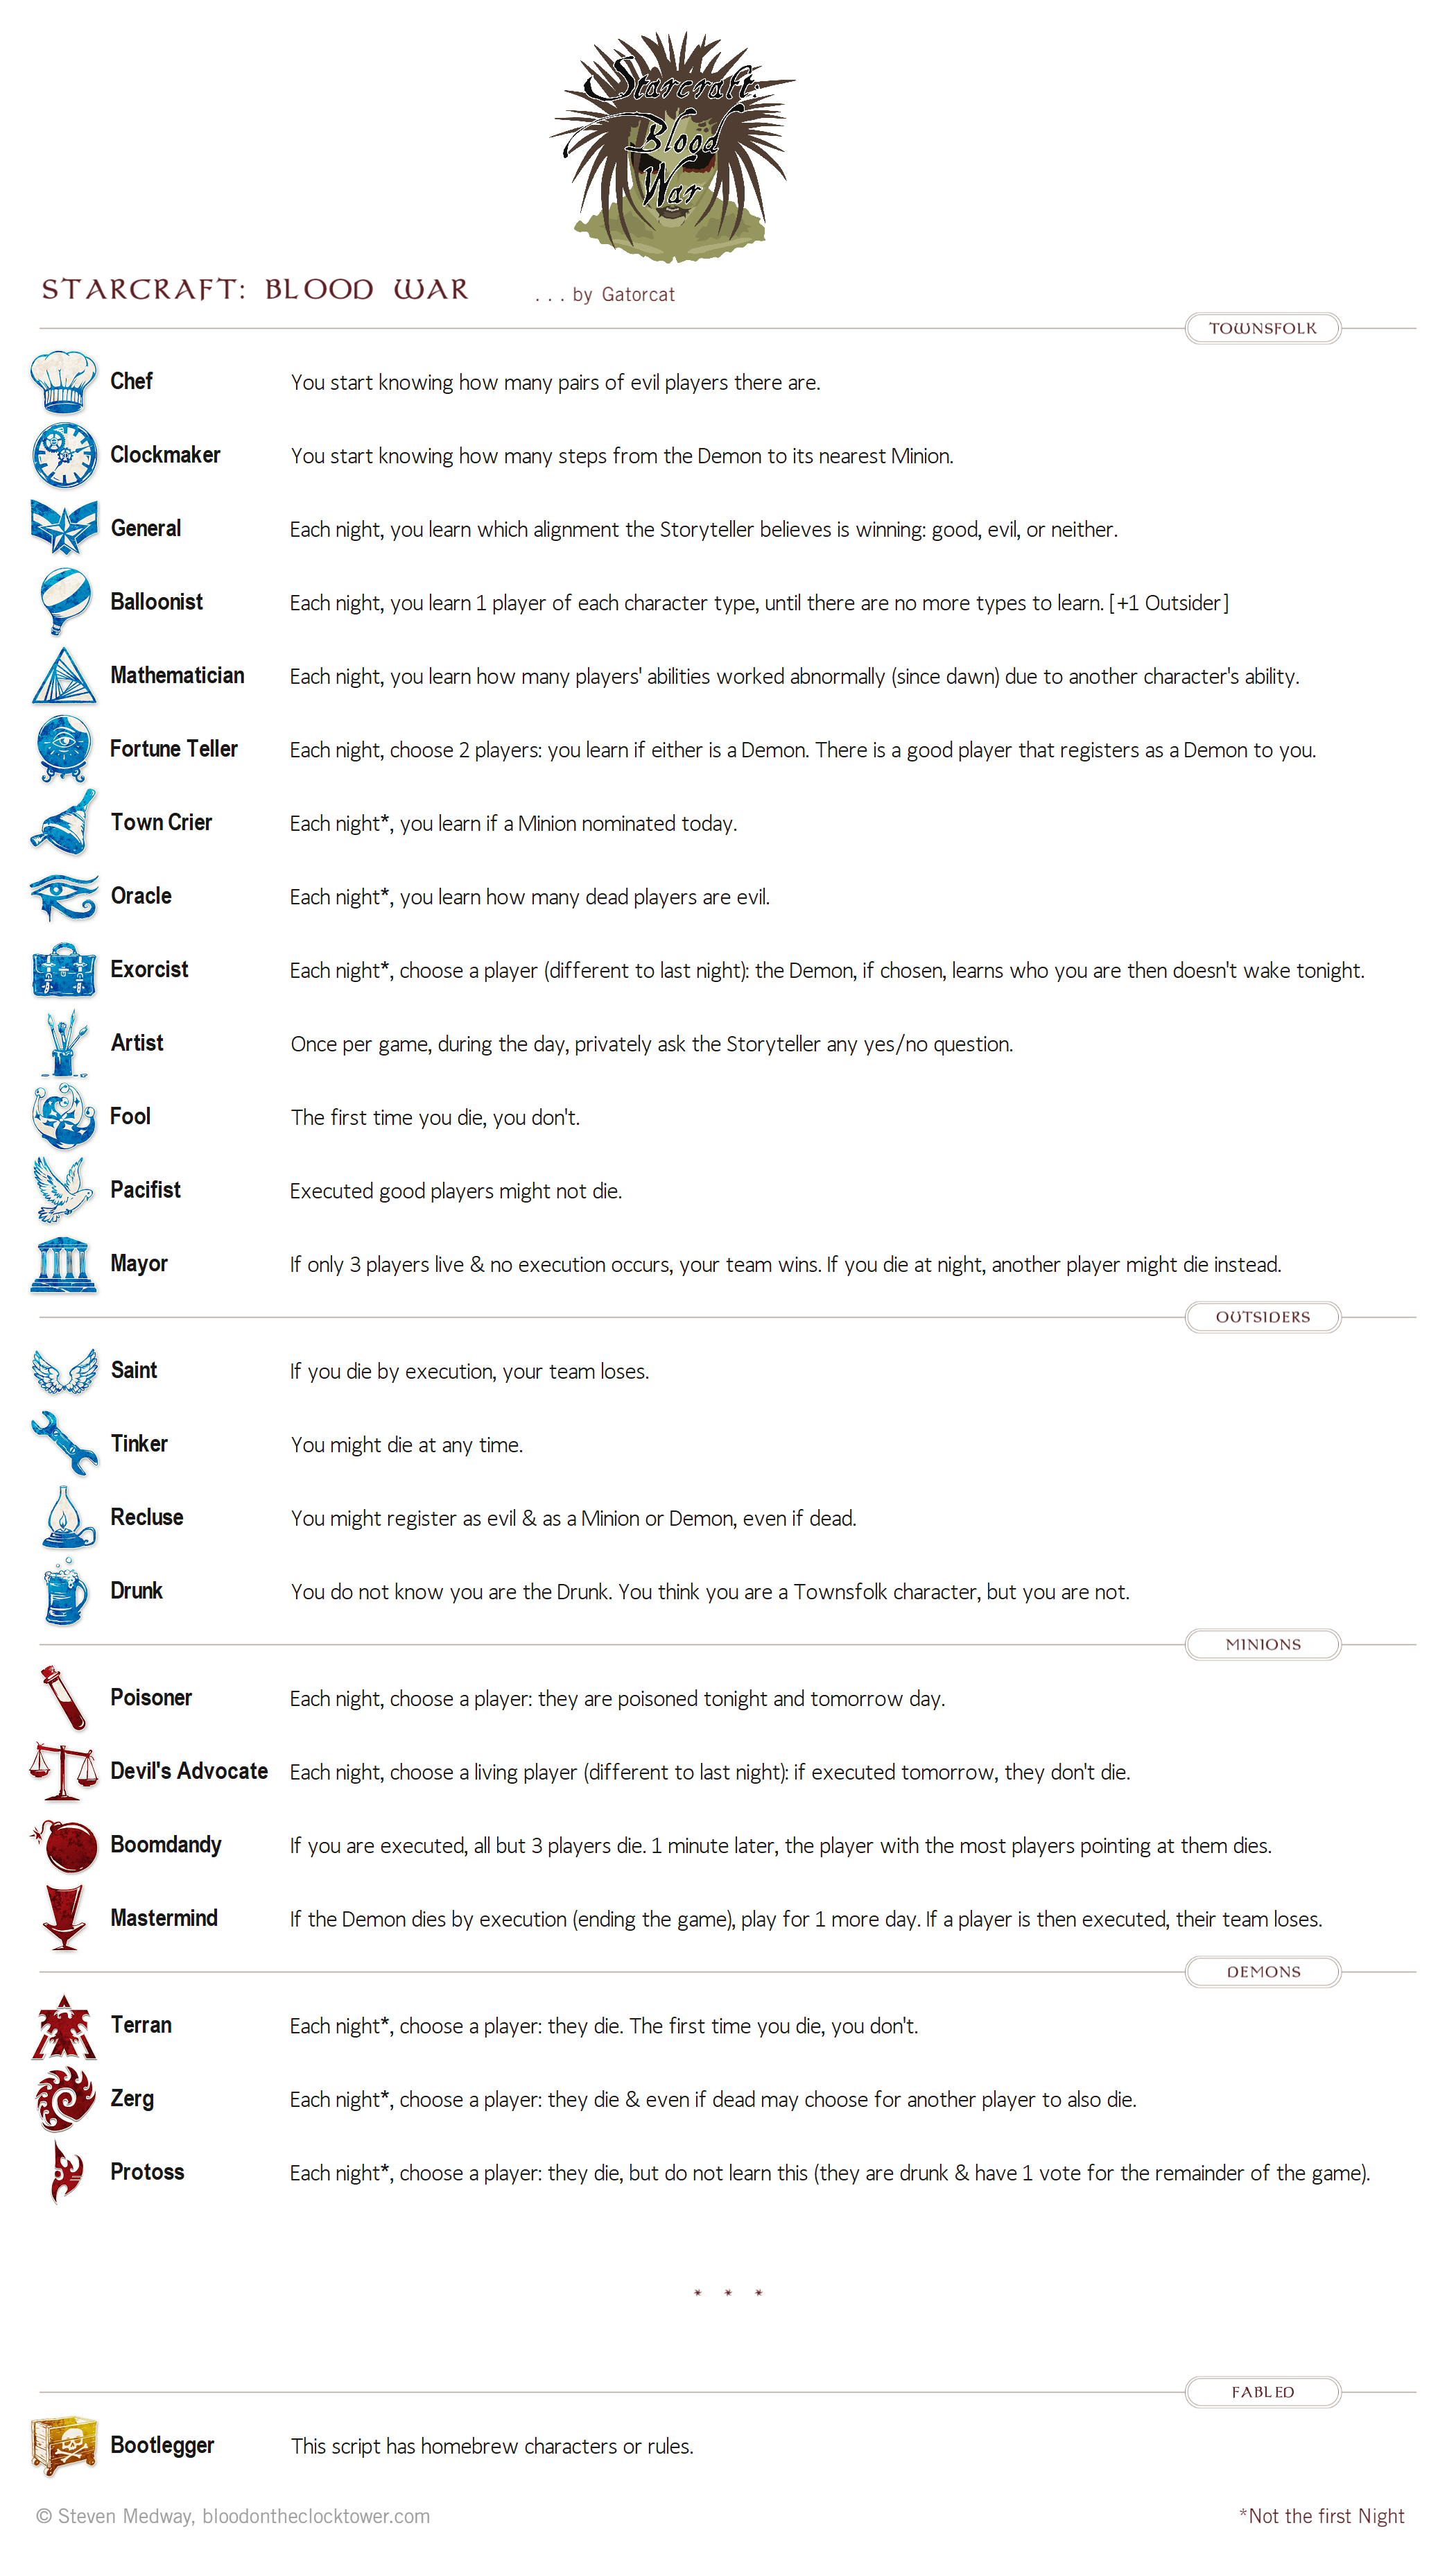 Starcraft:
Blood
War
STARCRAFT: BLOOD WAR . . . by Gatorcat
TOWNSFOLK
Chef You start knowing how many pairs of evil players there are.
Clockmaker You start knowing how many steps from the Demon to its nearest Minion.
General Each night, you learn which alignment the Storyteller believes is winning: good, evil, or neither.
Balloonist Each night, you learn 1 player of each character type, until there are no more types to learn. [+1 Outsider]
Mathematician Each night, you learn how many players' abilities worked abnormally (since dawn) due to another character's ability.
Fortune Teller Each night, choose 2 players: you learn if either is a Demon. There is a good player that registers as a Demon to you.
Town Crier Each night*, you learn if a Minion nominated today.
Oracle Each night*, you learn how many dead players are evil.
Exorcist Each night*, choose a player (different to last night): the Demon, if chosen, learns who you are then doesn't wake tonight.
Artist Once per game, during the day, privately ask the Storyteller any yes/no question.
Fool The first time you die, you don't.
Pacifist Executed good players might not die.
Mayor If only 3 players live & no execution occurs, your team wins. If you die at night, another player might die instead.
OUTSIDERS
Saint If you die by execution, your team loses.
Tinker You might die at any time.
Recluse You might register as evil & as a Minion or Demon, even if dead.
Drunk You do not know you are the Drunk. You think you are a Townsfolk character, but you are not.
MINIONS
Poisoner Each night, choose a player: they are poisoned tonight and tomorrow day.
Devil's Advocate Each night, choose a living player (different to last night): if executed tomorrow, they don't die.
Boomdandy If you are executed, all but 3 players die. 1 minute later, the player with the most players pointing at them dies.
Mastermind If the Demon dies by execution (ending the game), play for 1 more day. If a player is then executed, their team loses.
DEMONS
Terran Each night*, choose a player: they die. The first time you die, you don't.
Zerg Each night*, choose a player: they die & even if dead may choose for another player to also die.
Protoss Each night*, choose a player: they die, but do not learn this (they are drunk & have 1 vote for the remainder of the game).
* * *
FABLED
Bootlegger This script has homebrew characters or rules.
© Steven Medway, bloodontheclocktower.com *Not the first Night